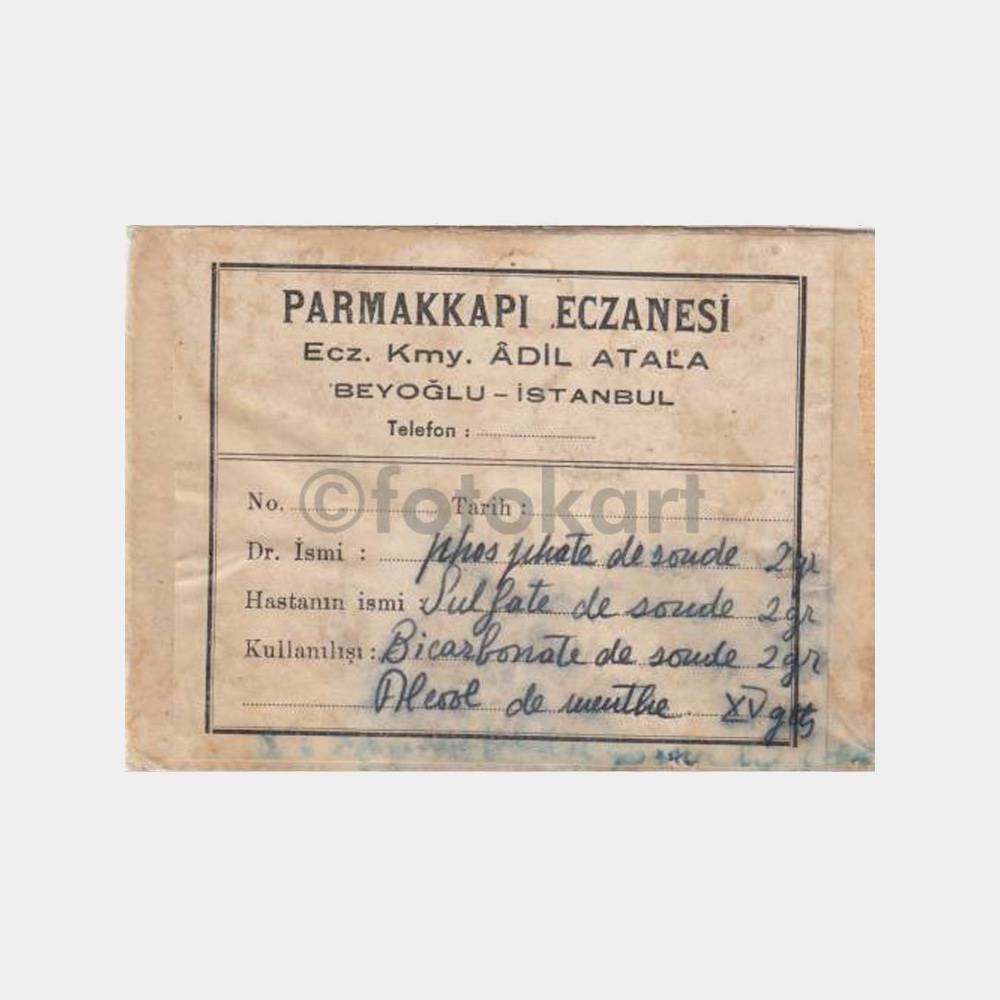 PARMAKKAPI ECZANESİ
Ecz. Kmy. ÂDİL ATAL'A
BEYOĞLU - İSTANBUL
Telefon :
No. Tarih :
©fotokart
Dr. İsmi : phosphate de soude 2gr
Hastanın ismi : Sulfate de soude 2gr
Kullanılışı : Bicarbonate de soude 2gr
Alcool de menthe XV gtts